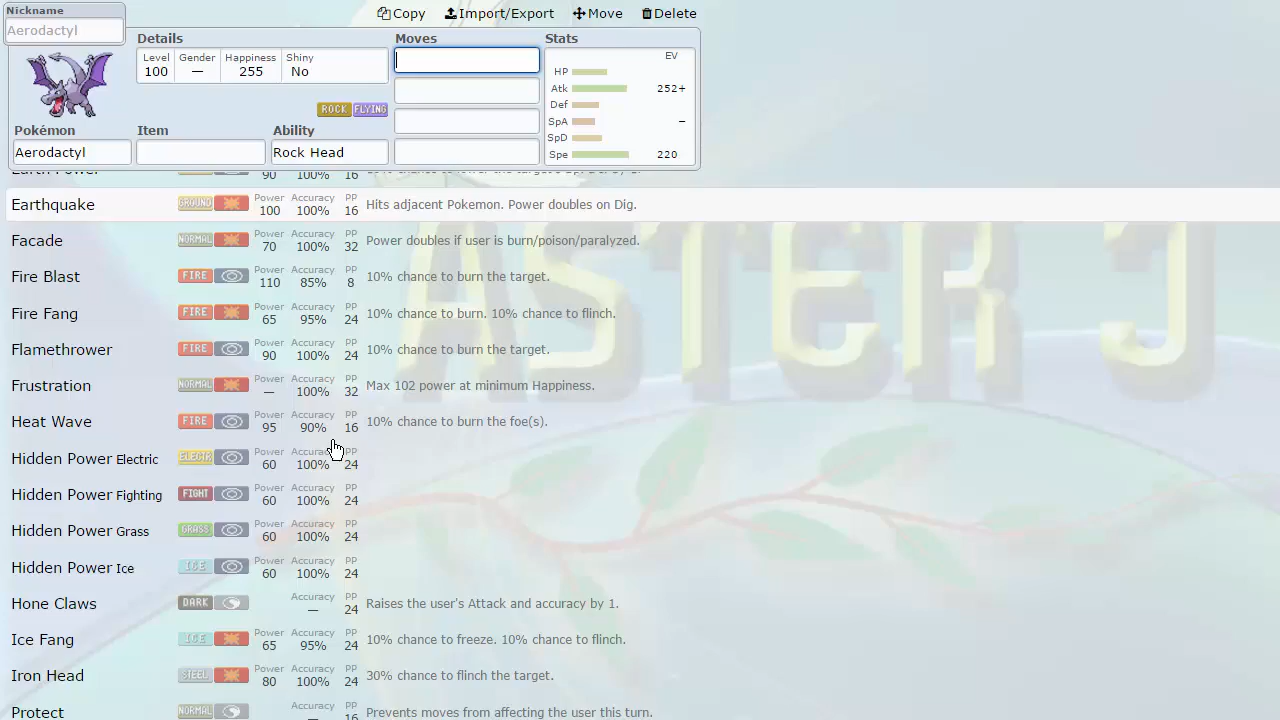 Nickname
Aerodactyl
Copy Import/Export Move Delete
Details Moves Stats
Level Gender Happiness Shiny
100 — 255 No
EV
HP
Atk 252+
Def
SpA –
SpD
Spe 220
ROCK FLYING
Pokémon Item Ability
Aerodactyl Rock Head
90 100% 16
Earthquake GROUND Power 100 Accuracy 100% PP 16 Hits adjacent Pokemon. Power doubles on Dig.
Facade NORMAL Power 70 Accuracy 100% PP 32 Power doubles if user is burn/poison/paralyzed.
Fire Blast FIRE Power 110 Accuracy 85% PP 8 10% chance to burn the target.
Fire Fang FIRE Power 65 Accuracy 95% PP 24 10% chance to burn. 10% chance to flinch.
Flamethrower FIRE Power 90 Accuracy 100% PP 24 10% chance to burn the target.
Frustration NORMAL Power — Accuracy 100% PP 32 Max 102 power at minimum Happiness.
Heat Wave FIRE Power 95 Accuracy 90% PP 16 10% chance to burn the foe(s).
Hidden Power Electric ELECTR Power 60 Accuracy 100% PP 24
Hidden Power Fighting FIGHT Power 60 Accuracy 100% PP 24
Hidden Power Grass GRASS Power 60 Accuracy 100% PP 24
Hidden Power Ice ICE Power 60 Accuracy 100% PP 24
Hone Claws DARK Accuracy — PP 24 Raises the user's Attack and accuracy by 1.
Ice Fang ICE Power 65 Accuracy 95% PP 24 10% chance to freeze. 10% chance to flinch.
Iron Head STEEL Power 80 Accuracy 100% PP 24 30% chance to flinch the target.
Protect NORMAL Accuracy — PP 16 Prevents moves from affecting the user this turn.
ASTER J